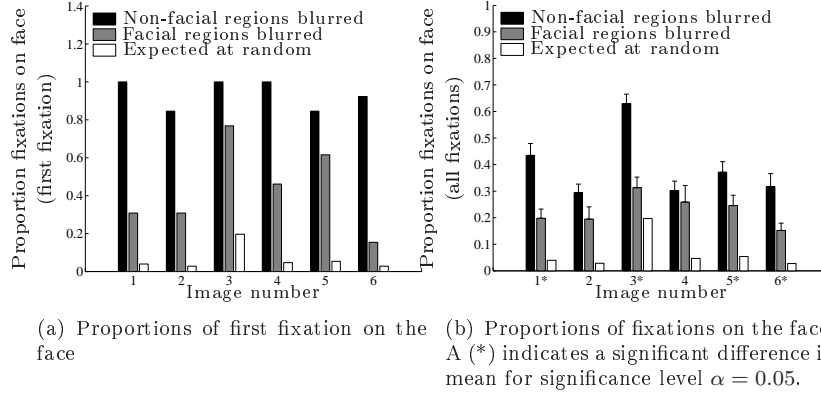 Proportion fixations on face
(first fixation)
1.4
1.2
1
0.8
0.6
0.4
0.2
0
Non-facial regions blurred
Facial regions blurred
Expected at random
1 2 3 4 5 6
Image number
(a) Proportions of first fixation on the
face
Proportion fixations on face
(all fixations)
1
0.9
0.8
0.7
0.6
0.5
0.4
0.3
0.2
0.1
0
Non-facial regions blurred
Facial regions blurred
Expected at random
1* 2 3* 4 5* 6*
Image number
(b) Proportions of fixations on the face
A (*) indicates a significant difference i
mean for significance level α = 0.05.